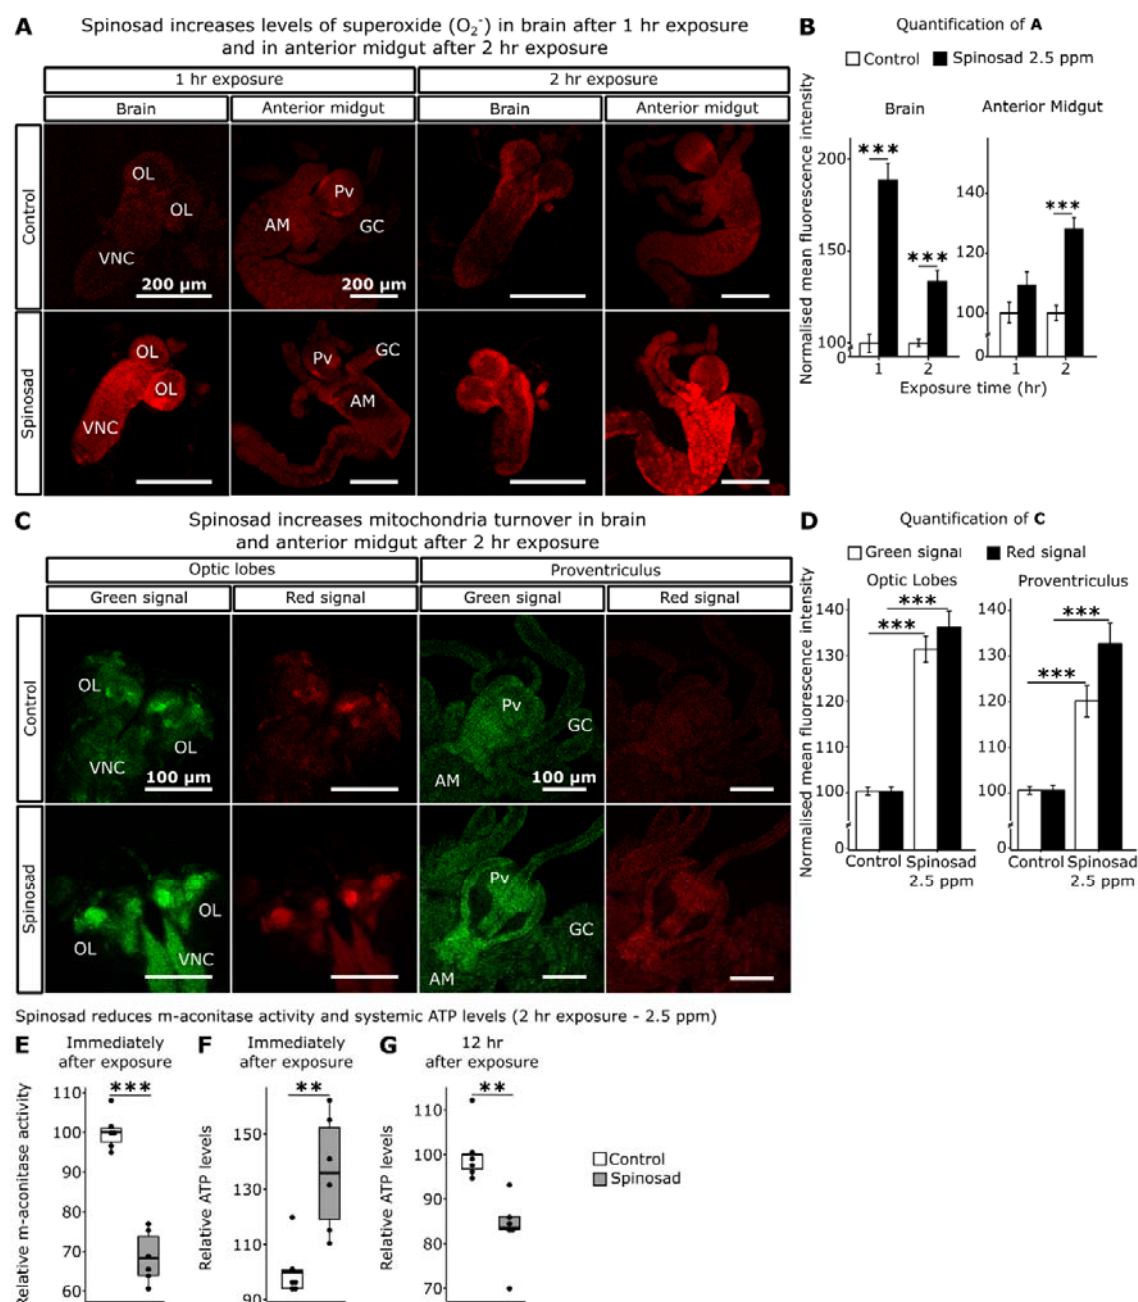 A
Spinosad increases levels of superoxide (O₂⁻) in brain after 1 hr exposure
and in anterior midgut after 2 hr exposure
1 hr exposure
2 hr exposure
Brain
Anterior midgut
Brain
Anterior midgut
Control
OL
OL
VNC
200 µm
Pv
AM
GC
200 µm
Spinosad
OL
OL
VNC
Pv
GC
AM
B
Quantification of A
Control
Spinosad 2.5 ppm
Normalised mean fluorescence intensity
Brain
Anterior Midgut
200
150
100
0
***
***
140
120
100
0
***
1
2
1
2
Exposure time (hr)
C
Spinosad increases mitochondria turnover in brain
and anterior midgut after 2 hr exposure
Optic lobes
Proventriculus
Green signal
Red signal
Green signal
Red signal
Control
OL
OL
VNC
100 µm
Pv
GC
AM
100 µm
Spinosad
OL
OL
VNC
Pv
GC
AM
D
Quantification of C
Green signal
Red signal
Optic Lobes
Proventriculus
Normalised mean fluorescence intensity
140
130
120
110
100
0
***
***
140
130
120
110
100
0
***
***
Control
Spinosad
2.5 ppm
Control
Spinosad
2.5 ppm
Spinosad reduces m-aconitase activity and systemic ATP levels (2 hr exposure - 2.5 ppm)
E
Immediately
after exposure
Relative m-aconitase activity
110
100
90
80
70
60
***
F
Immediately
after exposure
Relative ATP levels
150
130
110
90
**
G
12 hr
after exposure
Relative ATP levels
110
100
90
80
70
**
Control
Spinosad